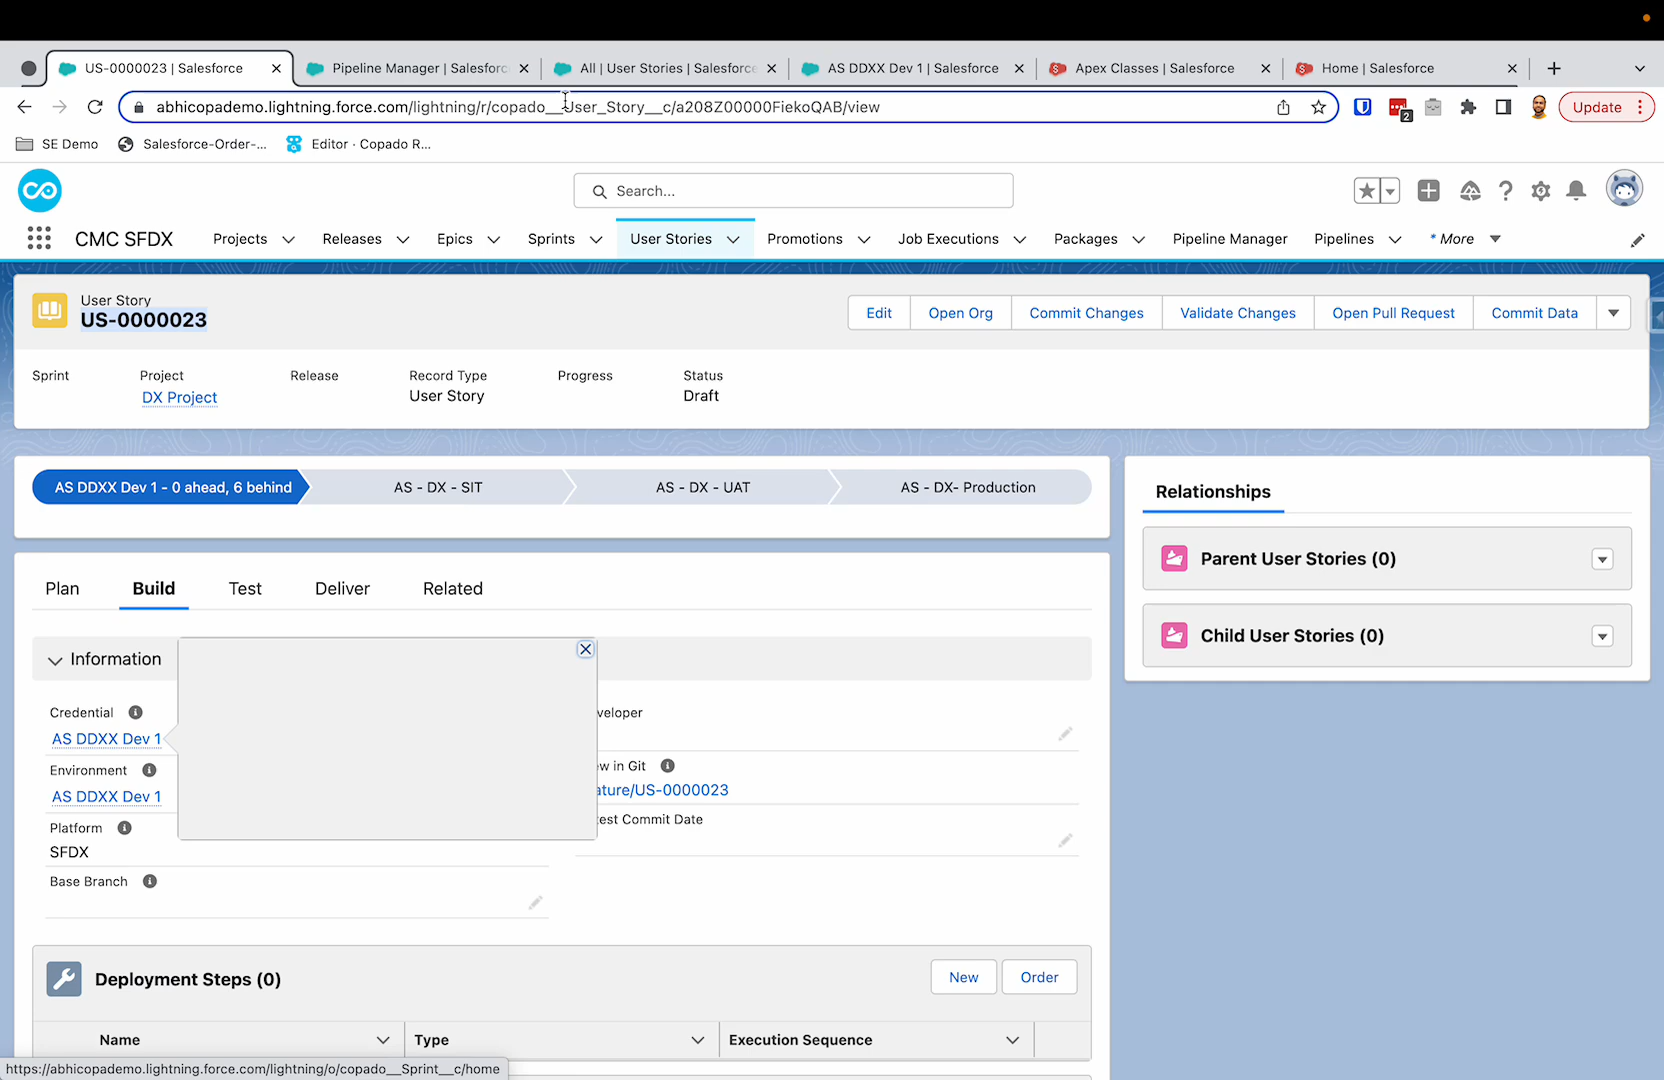 US-0000023 | Salesforce
Pipeline Manager | Salesforc
All | User Stories | Salesforce
AS DDXX Dev 1 | Salesforce
Apex Classes | Salesforce
Home | Salesforce
abhicopademo.lightning.force.com/lightning/r/copado__User_Story__c/a208Z00000FiekoQAB/view
2
Update
SE Demo
Salesforce-Order-...
Editor · Copado R...
Search...
CMC SFDX
Projects
Releases
Epics
Sprints
User Stories
Promotions
Job Executions
Packages
Pipeline Manager
Pipelines
* More
User Story
US-0000023
Edit
Open Org
Commit Changes
Validate Changes
Open Pull Request
Commit Data
Sprint
Project
DX Project
Release
Record Type
User Story
Progress
Status
Draft
AS DDXX Dev 1 - 0 ahead, 6 behind
AS - DX - SIT
AS - DX - UAT
AS - DX- Production
Relationships
Parent User Stories (0)
Child User Stories (0)
Plan
Build
Test
Deliver
Related
Information
Credential
AS DDXX Dev 1
Environment
AS DDXX Dev 1
Platform
SFDX
Base Branch
veloper
w in Git
ature/US-0000023
est Commit Date
Deployment Steps (0)
New
Order
Name
Type
Execution Sequence
https://abhicopademo.lightning.force.com/lightning/o/copado__Sprint__c/home